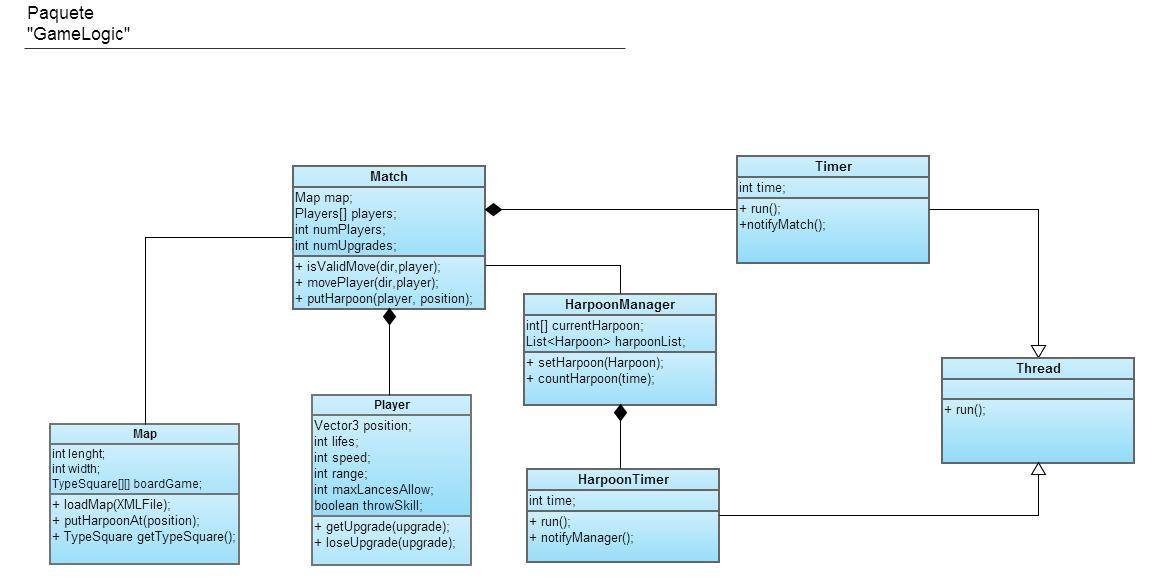 Paquete
"GameLogic"
Match
Map map;
Players[] players;
int numPlayers;
int numUpgrades;
+ isValidMove(dir,player);
+ movePlayer(dir,player);
+ putHarpoon(player, position);
Timer
int time;
+ run();
+notifyMatch();
HarpoonManager
int[] currentHarpoon;
List<Harpoon> harpoonList;
+ setHarpoon(Harpoon);
+ countHarpoon(time);
Thread
+ run();
Map
int lenght;
int width;
TypeSquare[][] boardGame;
+ loadMap(XMLFile);
+ putHarpoonAt(position);
+ TypeSquare getTypeSquare();
Player
Vector3 position;
int lifes;
int speed;
int range;
int maxLancesAllow;
boolean throwSkill;
+ getUpgrade(upgrade);
+ loseUpgrade(upgrade);
HarpoonTimer
int time;
+ run();
+ notifyManager();